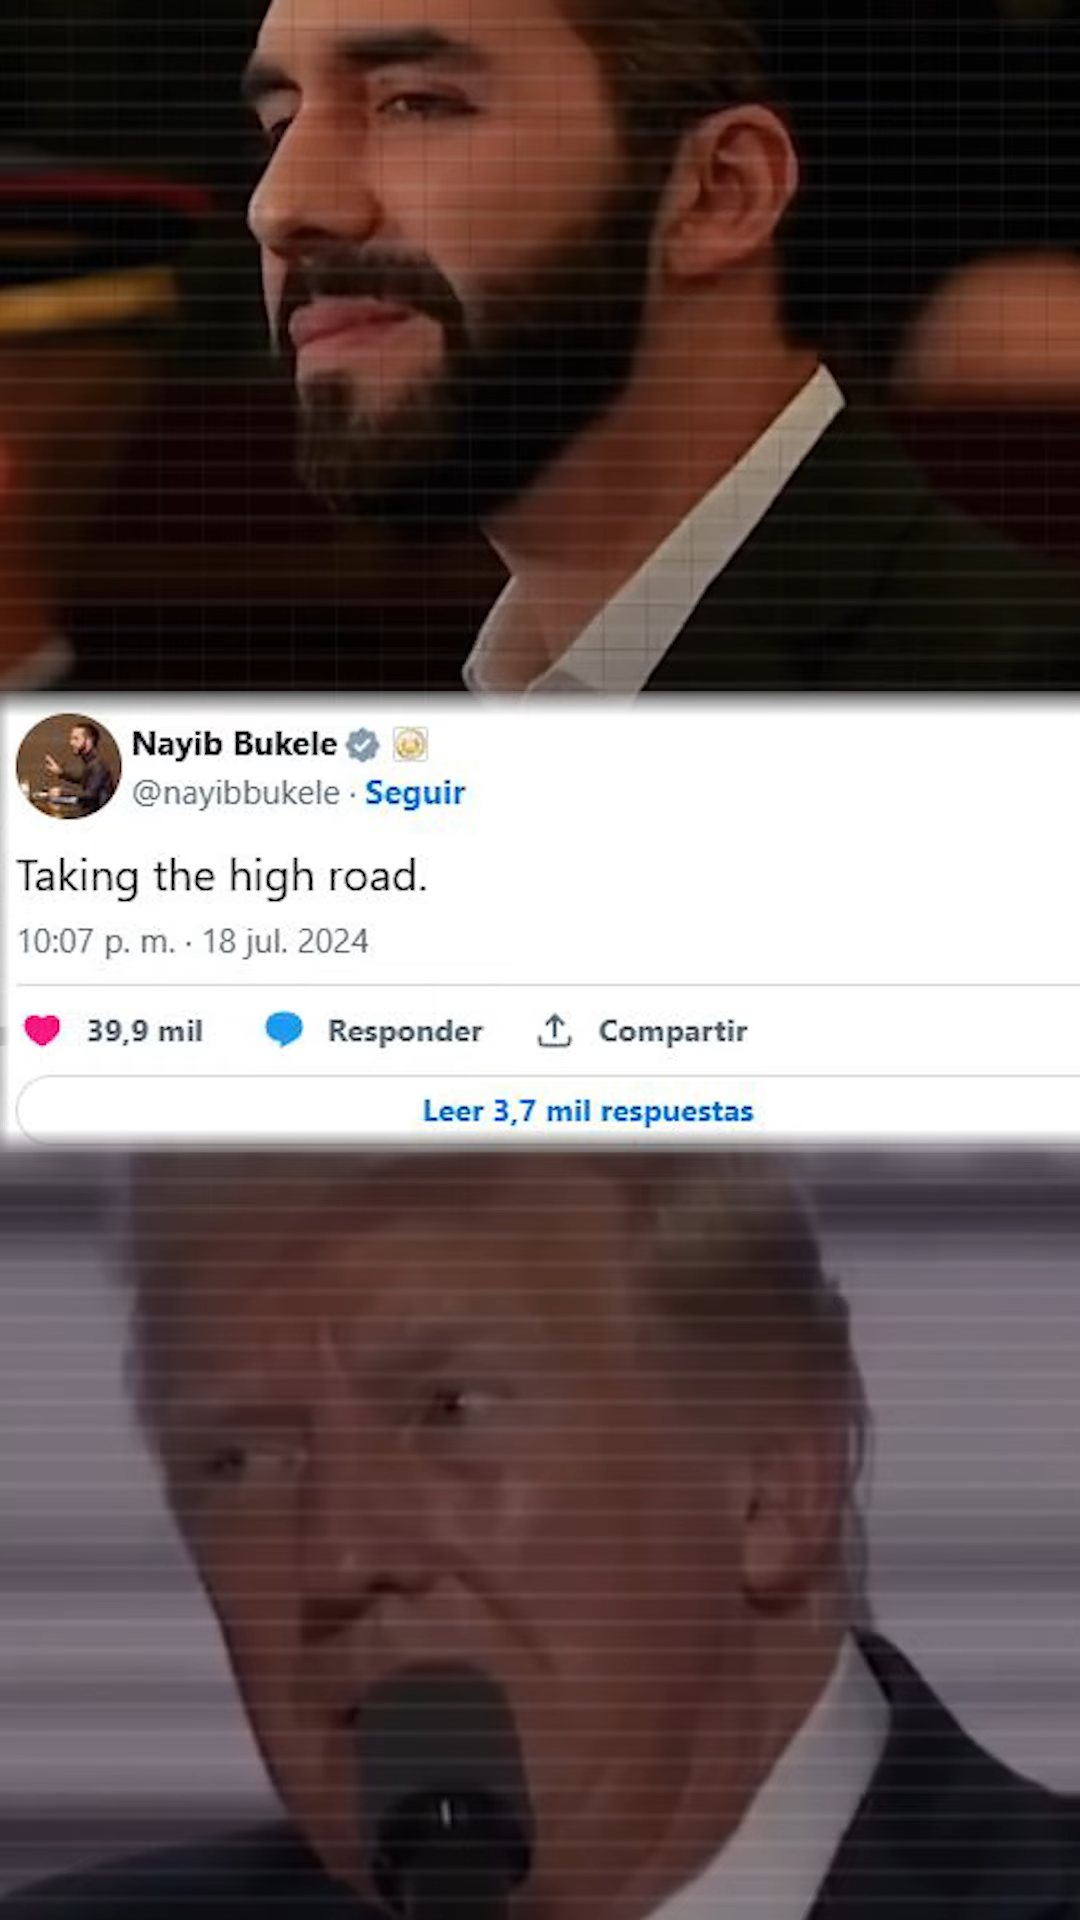 Nayib Bukele
@nayibbukele · Seguir
Taking the high road.
10:07 p. m. · 18 jul. 2024
39,9 mil Responder Compartir
Leer 3,7 mil respuestas